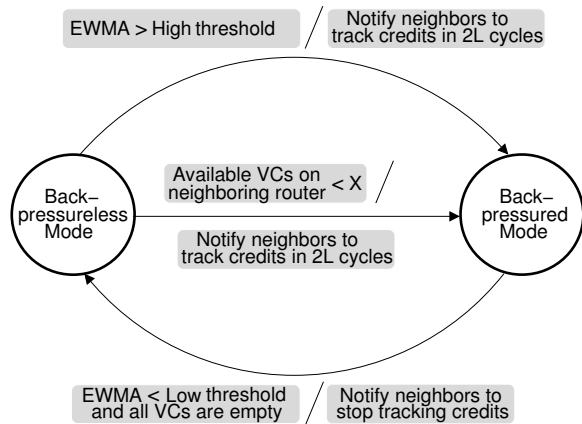 EWMA > High threshold
Notify neighbors to
track credits in 2L cycles
Back-
pressureless
Mode
Available VCs on
neighboring router < X
Notify neighbors to
track credits in 2L cycles
Back-
pressured
Mode
EWMA < Low threshold
and all VCs are empty
Notify neighbors to
stop tracking credits